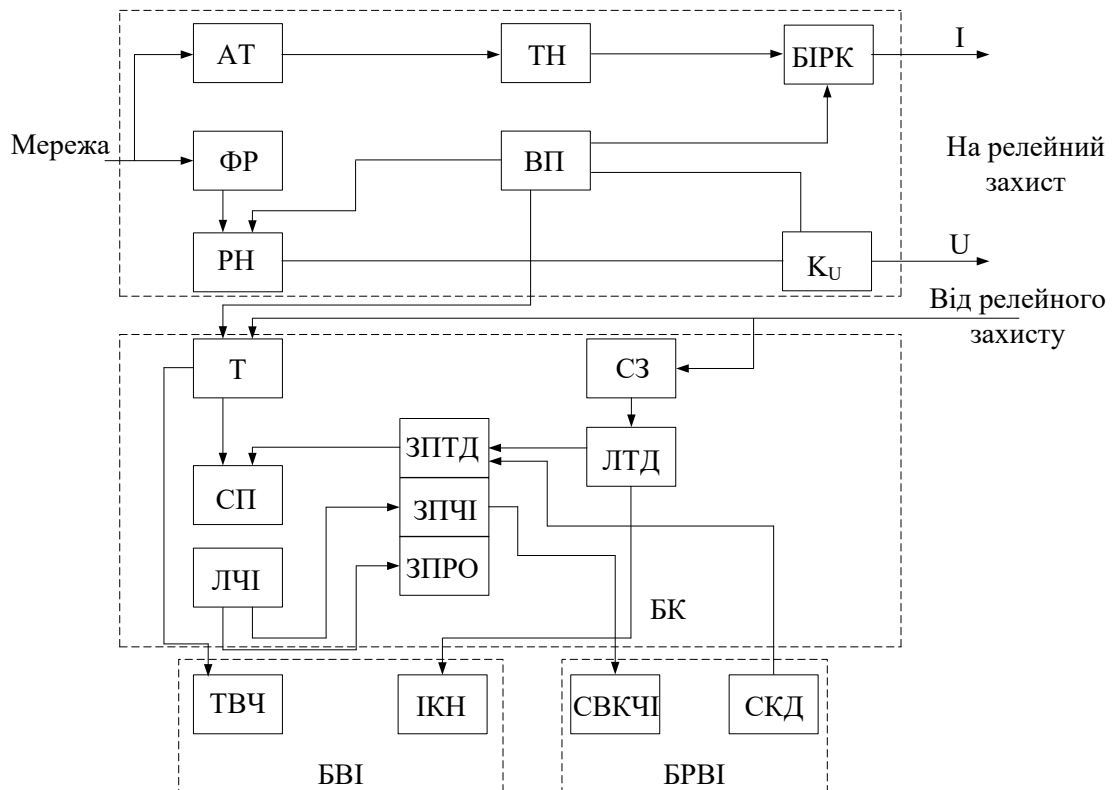 АТ
ТН
БІРК
I
Мережа
ФР
ВП
На релейний
захист
РН
KU
U
Від релейного
захисту
Т
СЗ
ЗПТД
ЛТД
СП
ЗПЧІ
ЗПРО
ЛЧІ
БК
ТВЧ
ІКН
СВКЧІ
СКД
БВІ
БРВІ